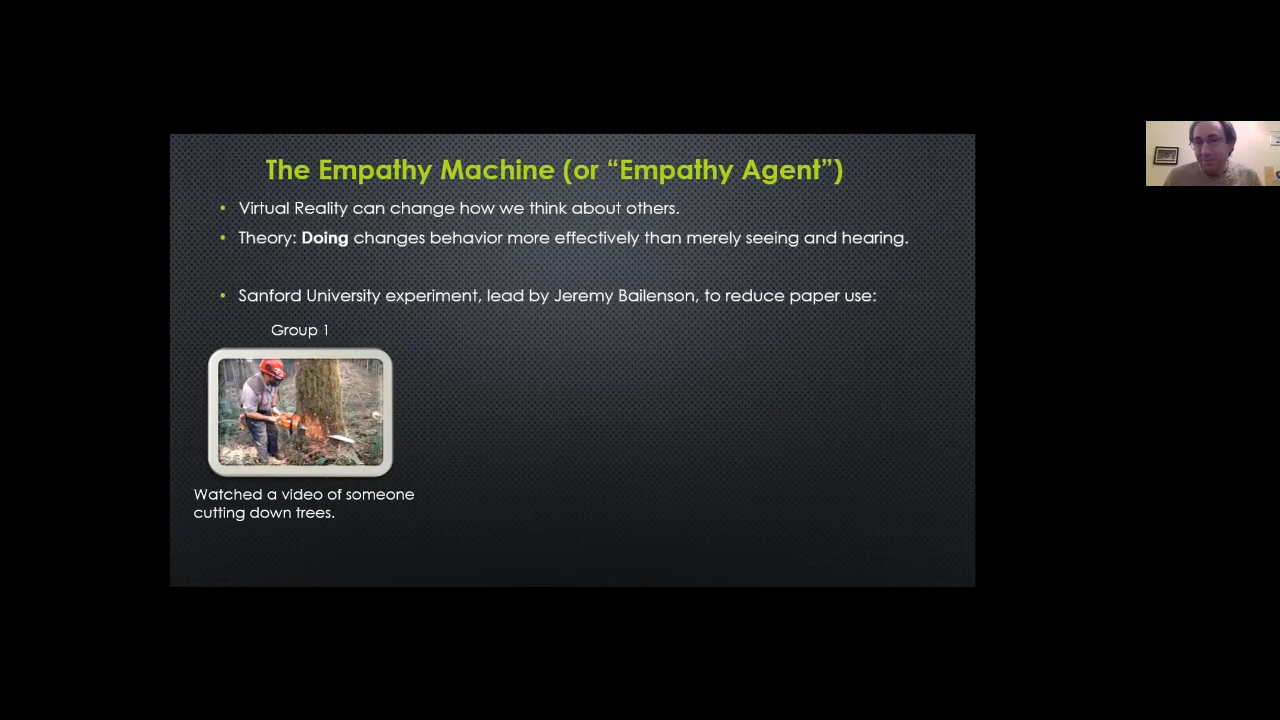 The Empathy Machine (or “Empathy Agent”)
• Virtual Reality can change how we think about others.
• Theory: Doing changes behavior more effectively than merely seeing and hearing.
• Sanford University experiment, lead by Jeremy Bailenson, to reduce paper use:
Group 1
Watched a video of someone
cutting down trees.